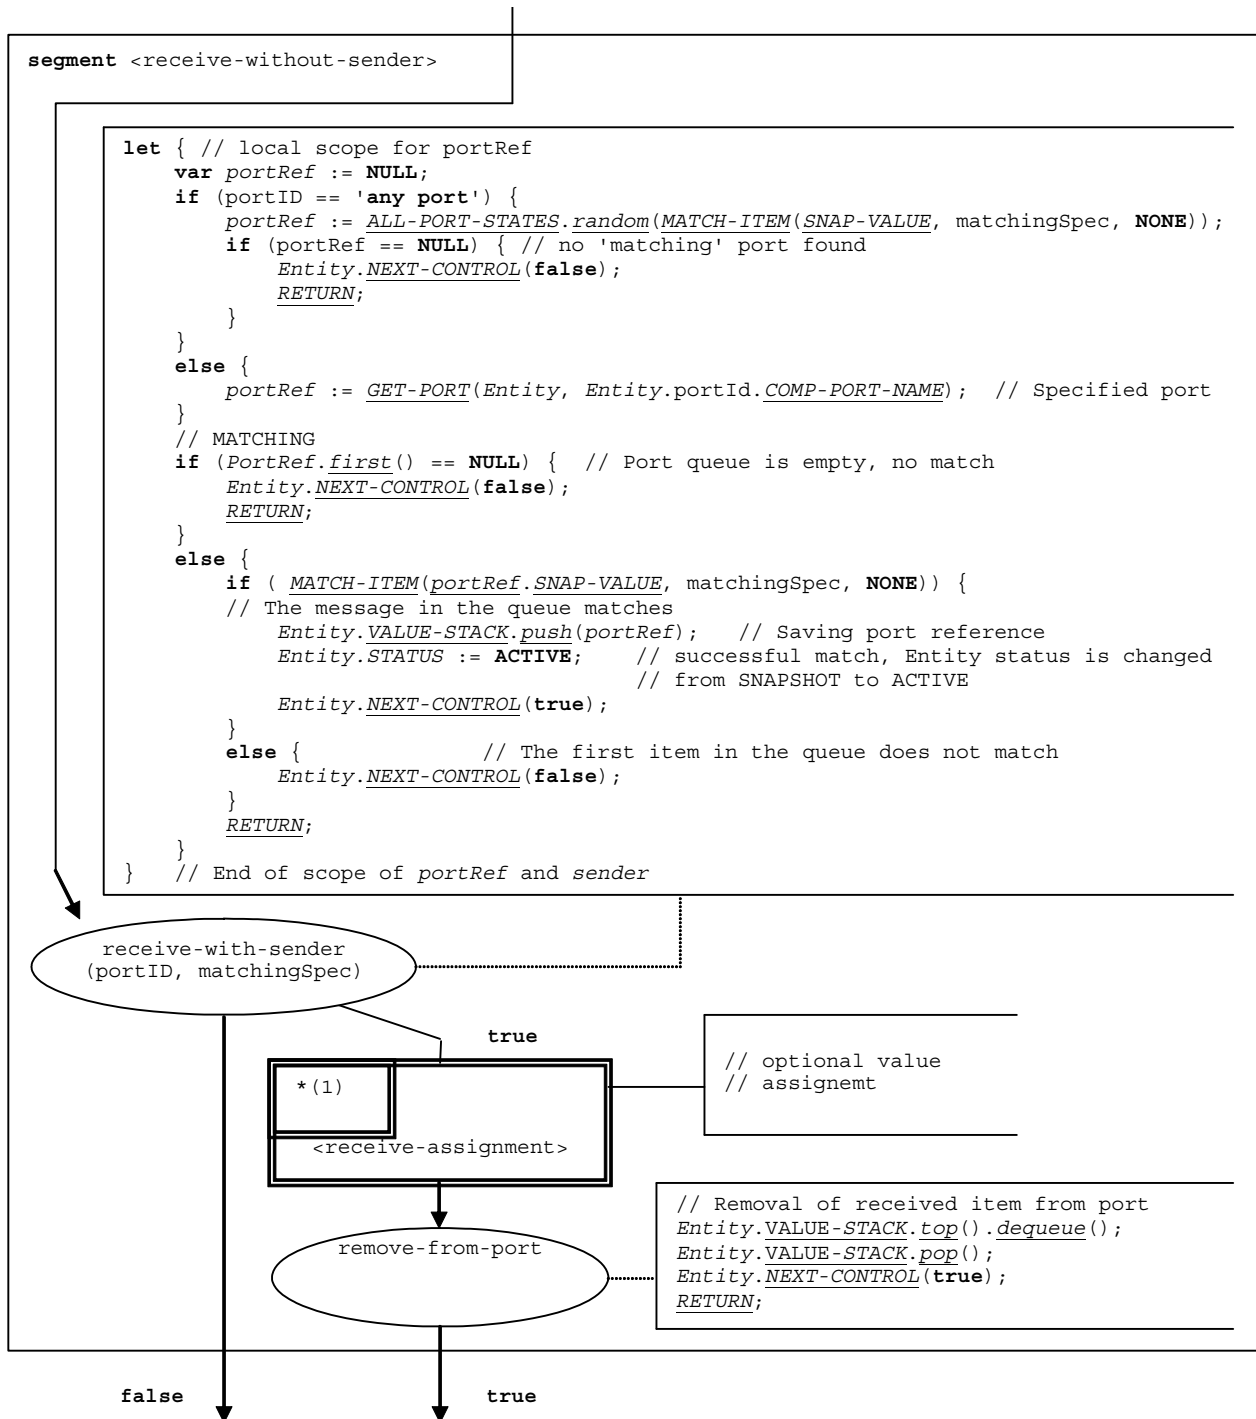 segment <receive-without-sender>
let { // local scope for portRef
var portRef := NULL;
if (portID == 'any port') {
portRef := ALL-PORT-STATES.random(MATCH-ITEM(SNAP-VALUE, matchingSpec, NONE));
if (portRef == NULL) { // no 'matching' port found
Entity.NEXT-CONTROL(false);
RETURN;
}
}
else {
portRef := GET-PORT(Entity, Entity.portId.COMP-PORT-NAME);  // Specified port
}
// MATCHING
if (PortRef.first() == NULL) {  // Port queue is empty, no match
Entity.NEXT-CONTROL(false);
RETURN;
}
else {
if ( MATCH-ITEM(portRef.SNAP-VALUE, matchingSpec, NONE)) {
// The message in the queue matches
Entity.VALUE-STACK.push(portRef);   // Saving port reference
Entity.STATUS := ACTIVE;    // successful match, Entity status is changed
// from SNAPSHOT to ACTIVE
Entity.NEXT-CONTROL(true);
}
else {               // The first item in the queue does not match
Entity.NEXT-CONTROL(false);
}
RETURN;
}
}   // End of scope of portRef and sender
receive-with-sender
(portID, matchingSpec)
true
*(1)
<receive-assignment>
// optional value
// assignemt
remove-from-port
// Removal of received item from port
Entity.VALUE-STACK.top().dequeue();
Entity.VALUE-STACK.pop();
Entity.NEXT-CONTROL(true);
RETURN;
false
true